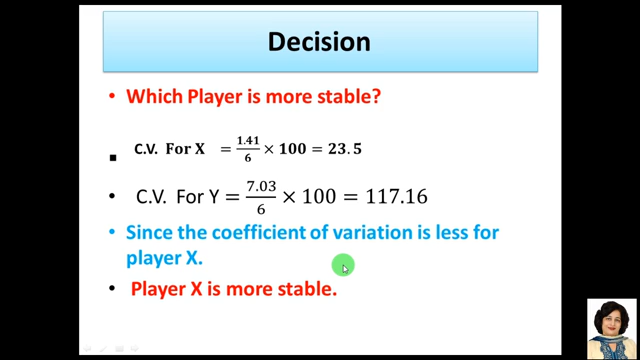 Decision
• Which Player is more stable?
▪ C.V. For X = 1.41/6 × 100 = 23.5
• C.V. For Y = 7.03/6 × 100 = 117.16
• Since the coefficient of variation is less for
player X.
• Player X is more stable.